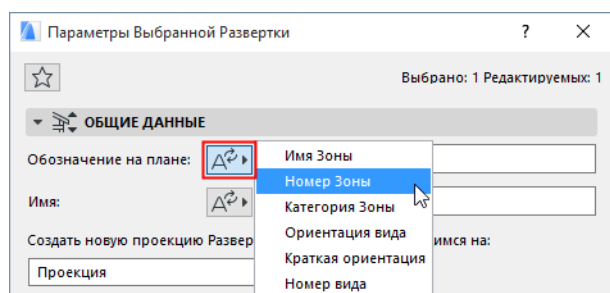 Параметры Выбранной Развертки ? ×
Выбрано: 1 Редактируемых: 1
ОБЩИЕ ДАННЫЕ
Обозначение на плане:
Имя Зоны
Номер Зоны
Имя:
Категория Зоны
Создать новую проекцию Развер
Ориентация вида
имся на:
Краткая ориентация
Проекция
Номер вида